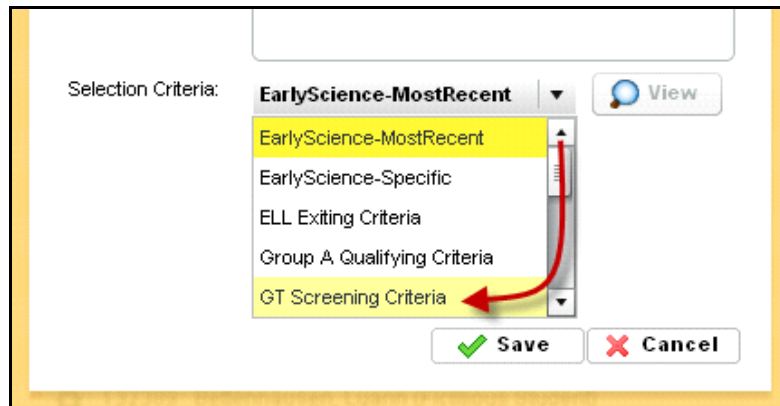 Selection Criteria: EarlyScience-MostRecent View
EarlyScience-MostRecent
EarlyScience-Specific
ELL Exiting Criteria
Group A Qualifying Criteria
GT Screening Criteria
Save Cancel